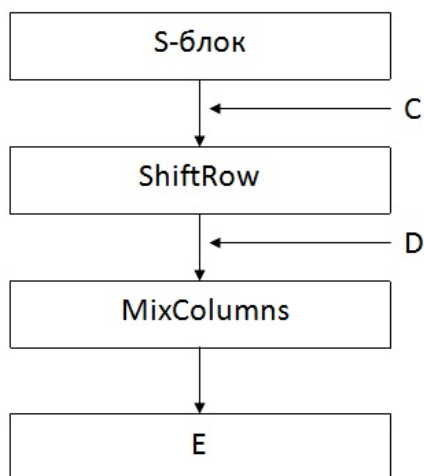 S-блок
C
ShiftRow
D
MixColumns
E